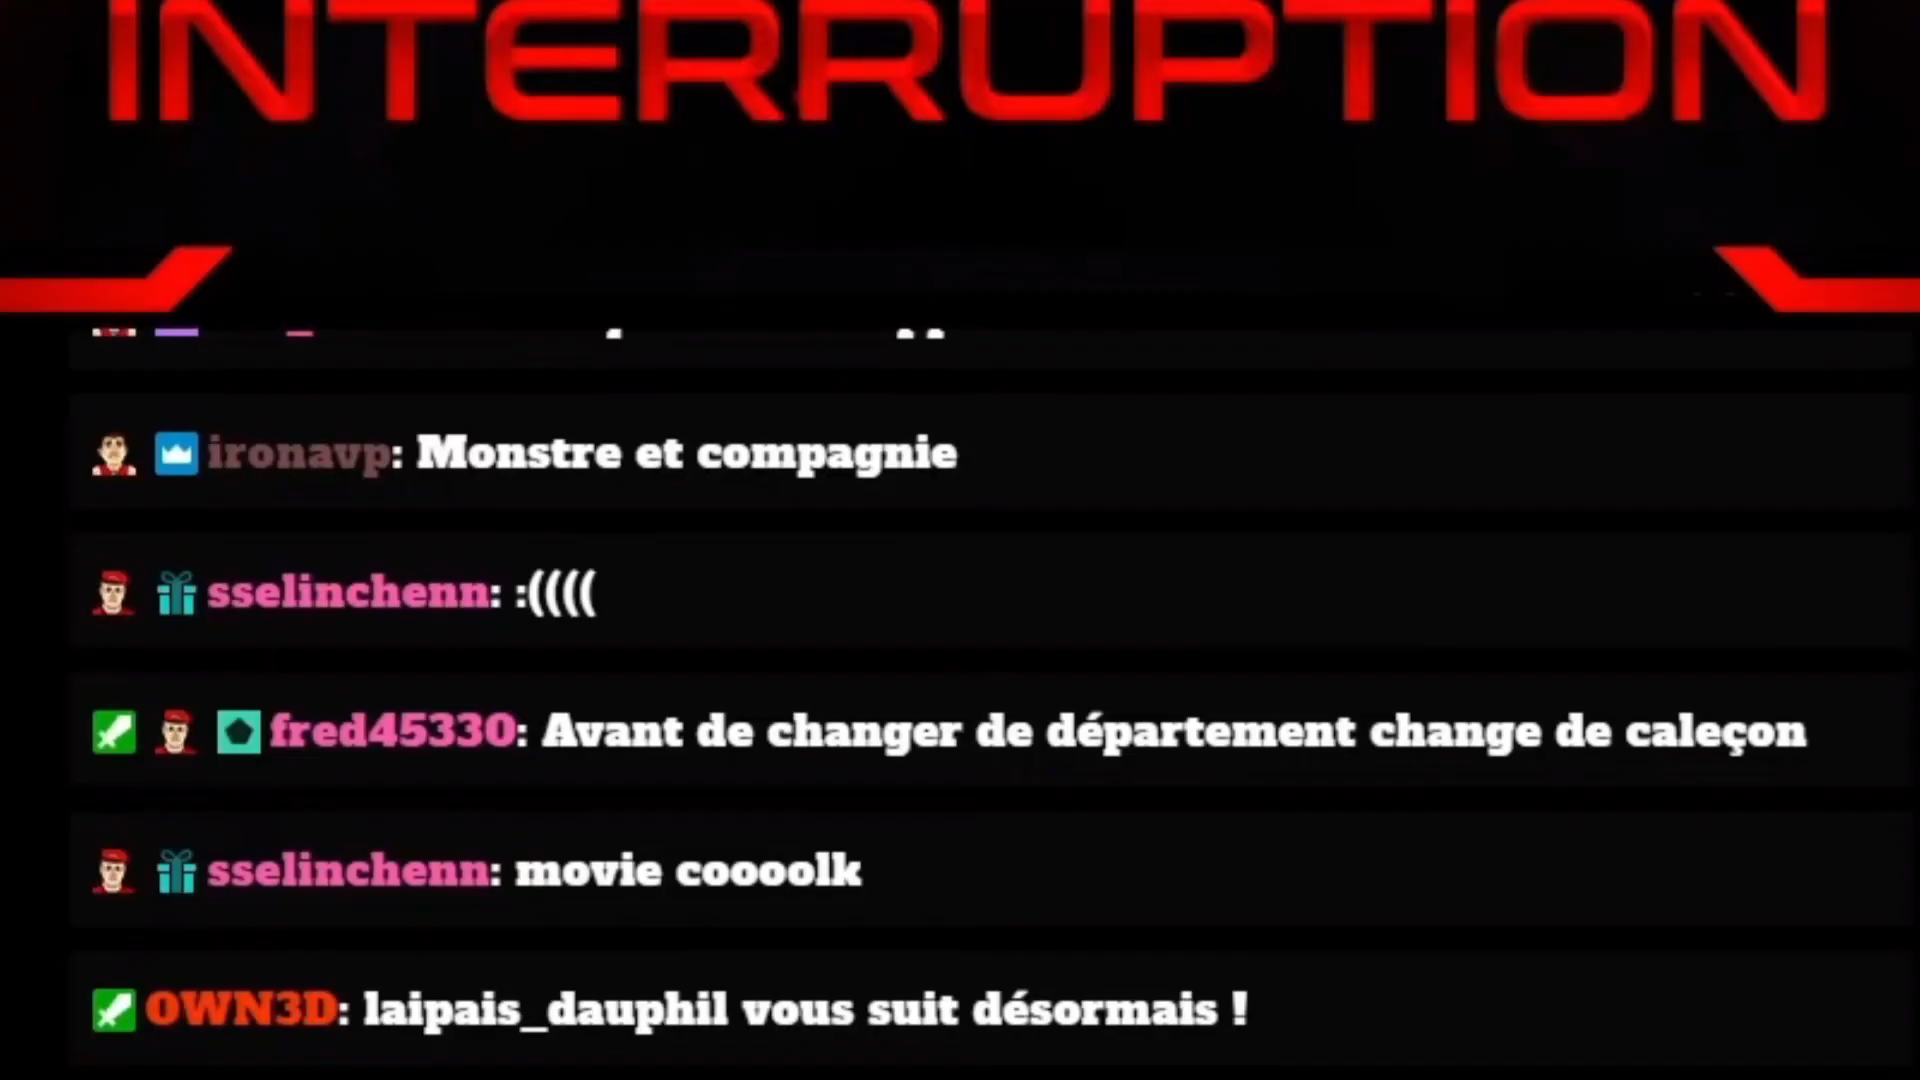 INTERRUPTION
ironavp: Monstre et compagnie
sselinchenn: :((((
fred45330: Avant de changer de département change de caleçon
sselinchenn: movie coooolk
OWN3D: laipais_dauphil vous suit désormais !